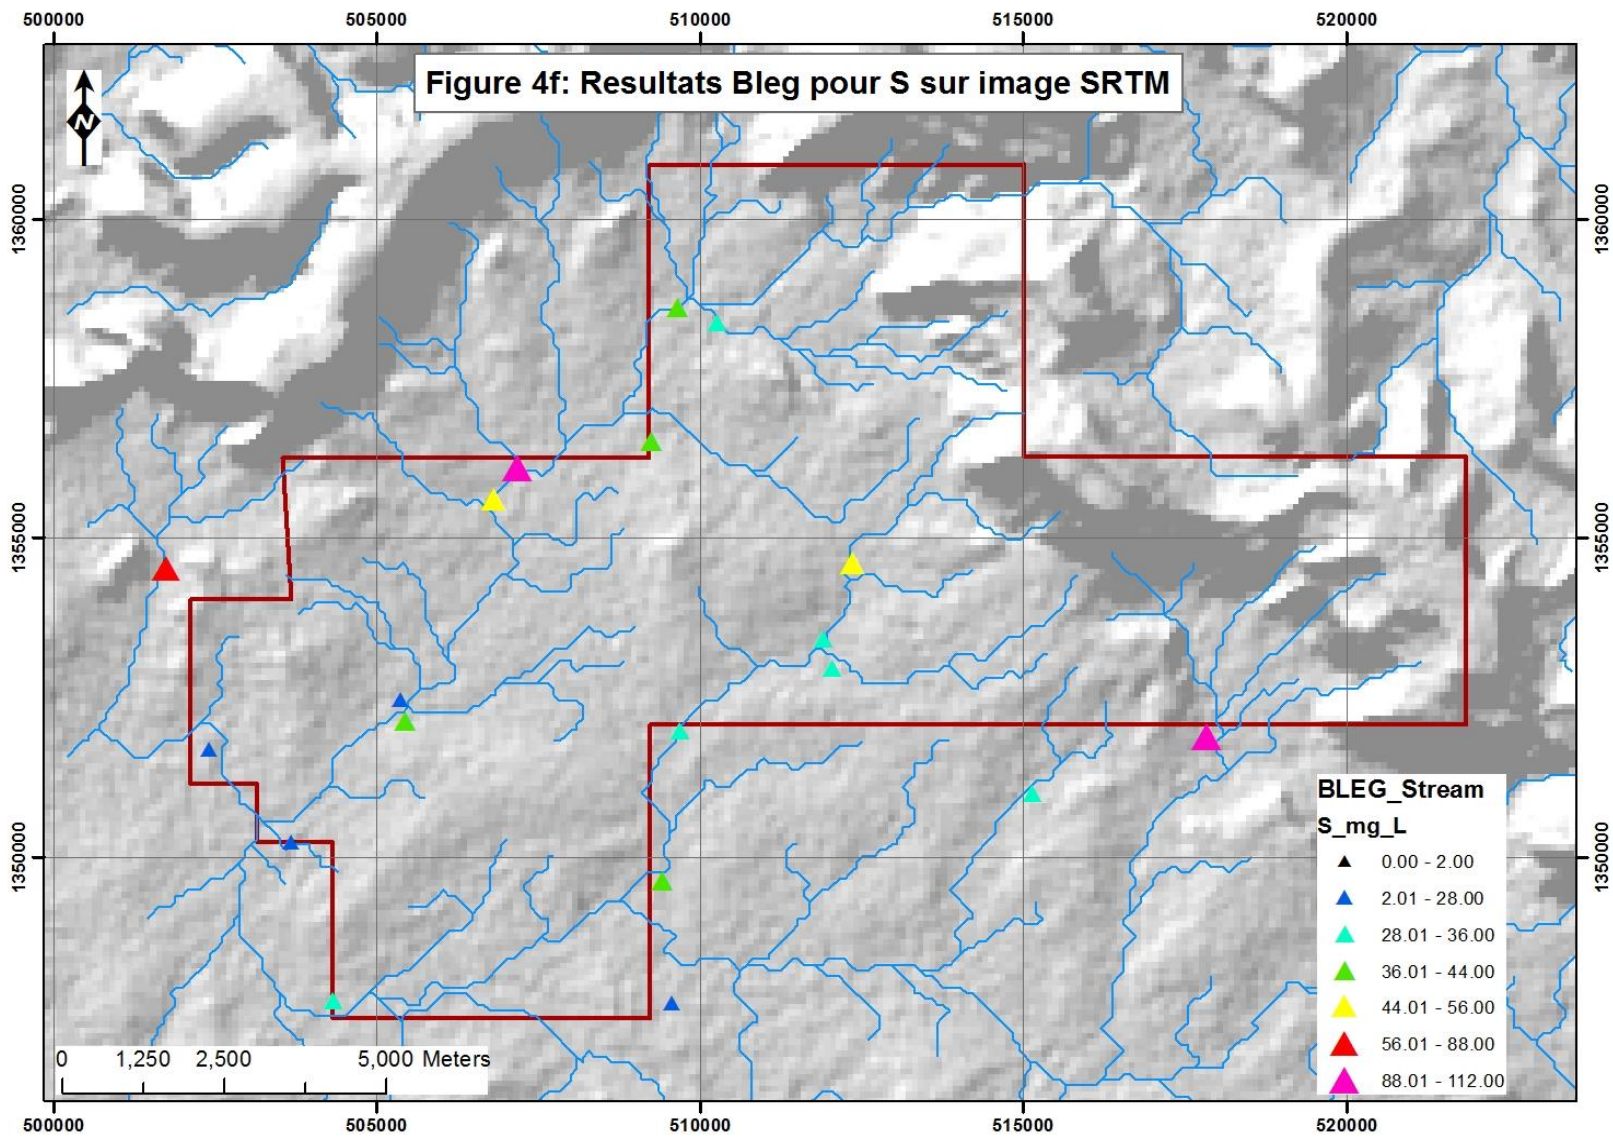 500000 505000 510000 515000 520000
Figure 4f: Resultats Bleg pour S sur image SRTM
N
1360000 1360000
1355000 1355000
1350000 1350000
BLEG_Stream
S_mg_L
0.00 - 2.00
2.01 - 28.00
28.01 - 36.00
36.01 - 44.00
44.01 - 56.00
56.01 - 88.00
88.01 - 112.00
0 1,250 2,500 5,000 Meters
500000 505000 510000 515000 520000